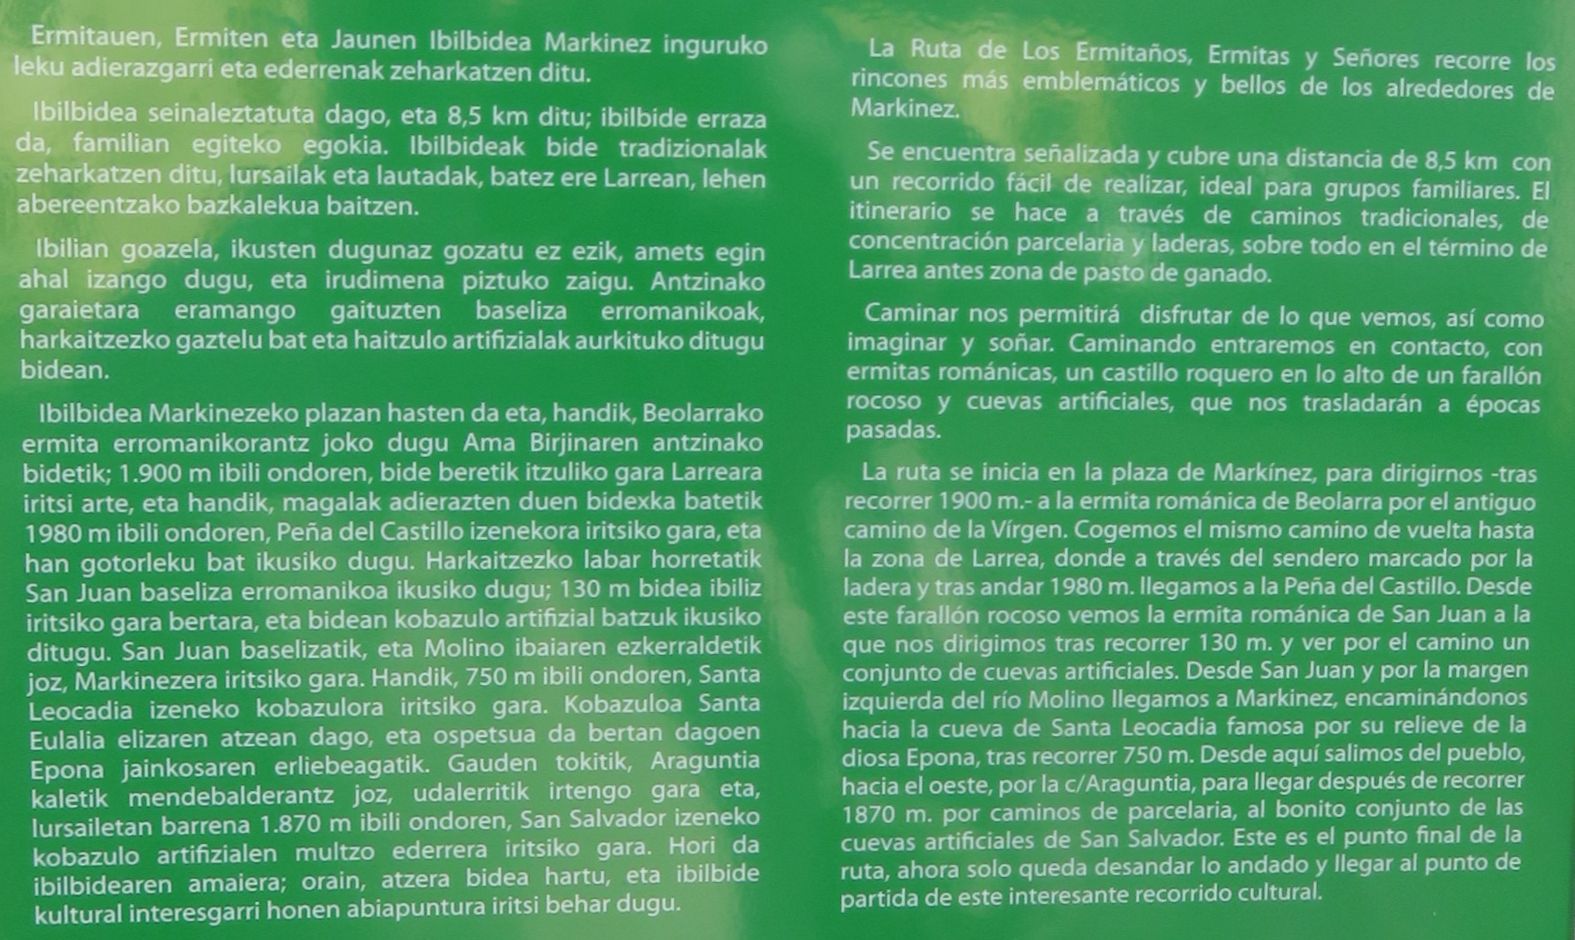 Ermitauen, Ermiten eta Jaunen Ibilbidea Markinez inguruko
leku adierazgarri eta ederrenak zeharkatzen ditu.
Ibilbidea seinaleztatuta dago, eta 8,5 km ditu; ibilbide erraza
da, familian egiteko egokia. Ibilbideak bide tradizionalak
zeharkatzen ditu, lursailak eta lautadak, batez ere Larrean, lehen
abereentzako bazkalekua baitzen.
Ibilian goazela, ikusten dugunaz gozatu ez ezik, amets egin
ahal izango dugu, eta irudimena piztuko zaigu. Antzinako
garaietara eramango gaituzten baseliza erromanikoak,
harkaitzezko gaztelu bat eta haitzulo artifizialak aurkituko ditugu
bidean.
Ibilbidea Markinezeko plazan hasten da eta, handik, Beolarrako
ermita erromanikorantz joko dugu Ama Birjinaren antzinako
bidetik; 1.900 m ibili ondoren, bide beretik itzuliko gara Larreara
iritsi arte, eta handik, magalak adierazten duen bidexka batetik
1980 m ibili ondoren, Peña del Castillo izenekora iritsiko gara, eta
han gotorleku bat ikusiko dugu. Harkaitzezko labar horretatik
San Juan baseliza erromanikoa ikusiko dugu; 130 m bidea ibiliz
iritsiko gara bertara, eta bidean kobazulo artifizial batzuk ikusiko
ditugu. San Juan baselizatik, eta Molino ibaiaren ezkerraldetik
joz, Markinezera iritsiko gara. Handik, 750 m ibili ondoren, Santa
Leocadia izeneko kobazulora iritsiko gara. Kobazuloa Santa
Eulalia elizaren atzean dago, eta ospetsua da bertan dagoen
Epona jainkosaren erliebeagatik. Gauden tokitik, Araguntia
kaletik mendebalderantz joz, udalerritik irtengo gara eta,
lursailetan barrena 1.870 m ibili ondoren, San Salvador izeneko
kobazulo artifizialen multzo ederrera iritsiko gara. Hori da
ibilbidearen amaiera; orain, atzera bidea hartu, eta ibilbide
kultural interesgarri honen abiapuntura iritsi behar dugu.
La Ruta de Los Ermitaños, Ermitas y Señores recorre los
rincones más emblemáticos y bellos de los alrededores de
Markinez.
Se encuentra señalizada y cubre una distancia de 8,5 km con
un recorrido fácil de realizar, ideal para grupos familiares. El
itinerario se hace a través de caminos tradicionales, de
concentración parcelaria y laderas, sobre todo en el término de
Larrea antes zona de pasto de ganado.
Caminar nos permitirá disfrutar de lo que vemos, así como
imaginar y soñar. Caminando entraremos en contacto, con
ermitas románicas, un castillo roquero en lo alto de un farallón
rocoso y cuevas artificiales, que nos trasladarán a épocas
pasadas.
La ruta se inicia en la plaza de Markínez, para dirigirnos -tras
recorrer 1900 m.- a la ermita románica de Beolarra por el antiguo
camino de la Vírgen. Cogemos el mismo camino de vuelta hasta
la zona de Larrea, donde a través del sendero marcado por la
ladera y tras andar 1980 m. llegamos a la Peña del Castillo. Desde
este farallón rocoso vemos la ermita románica de San Juan a la
que nos dirigimos tras recorrer 130 m. y ver por el camino un
conjunto de cuevas artificiales. Desde San Juan y por la margen
izquierda del río Molino llegamos a Markinez, encaminándonos
hacia la cueva de Santa Leocadia famosa por su relieve de la
diosa Epona, tras recorrer 750 m. Desde aquí salimos del pueblo,
hacia el oeste, por la c/Araguntia, para llegar después de recorrer
1870 m. por caminos de parcelaria, al bonito conjunto de las
cuevas artificiales de San Salvador. Este es el punto final de la
ruta, ahora solo queda desandar lo andado y llegar al punto de
partida de este interesante recorrido cultural.